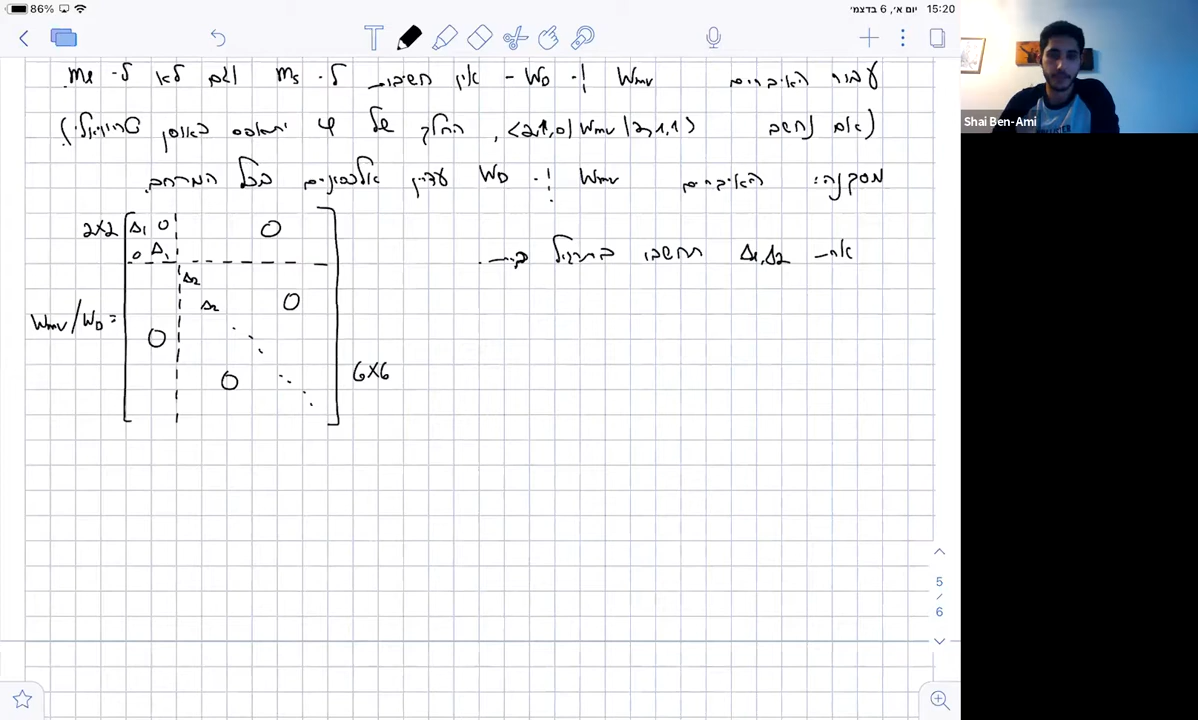 86%
יום א', 6 בדצמ׳ 15:20
עבור האיברים Wmv ו- WD - אין חשיבות ל- ms וגם לא ל- ml.
(אם נחשב <2,1,0|Wmv|2,1,1>, החלק של φ יתאפס באופן טריויאלי)
מסקנה: האיברים Wmv ו- WD עדיין אלכסוניים בכל המרחב.
את Δ1,Δ2 תחשבו בתרגיל בית.
2x2 Δ1 0 0
0 Δ1
Δ2
Δ2 0
Wmv/WD =
0
0 6x6
5
/
6
Shai Ben-Ami